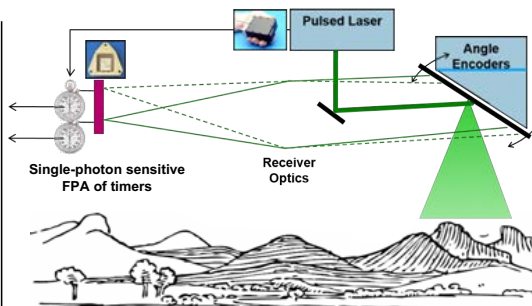 Pulsed Laser
Angle
Encoders
Receiver
Optics
Single-photon sensitive
FPA of timers